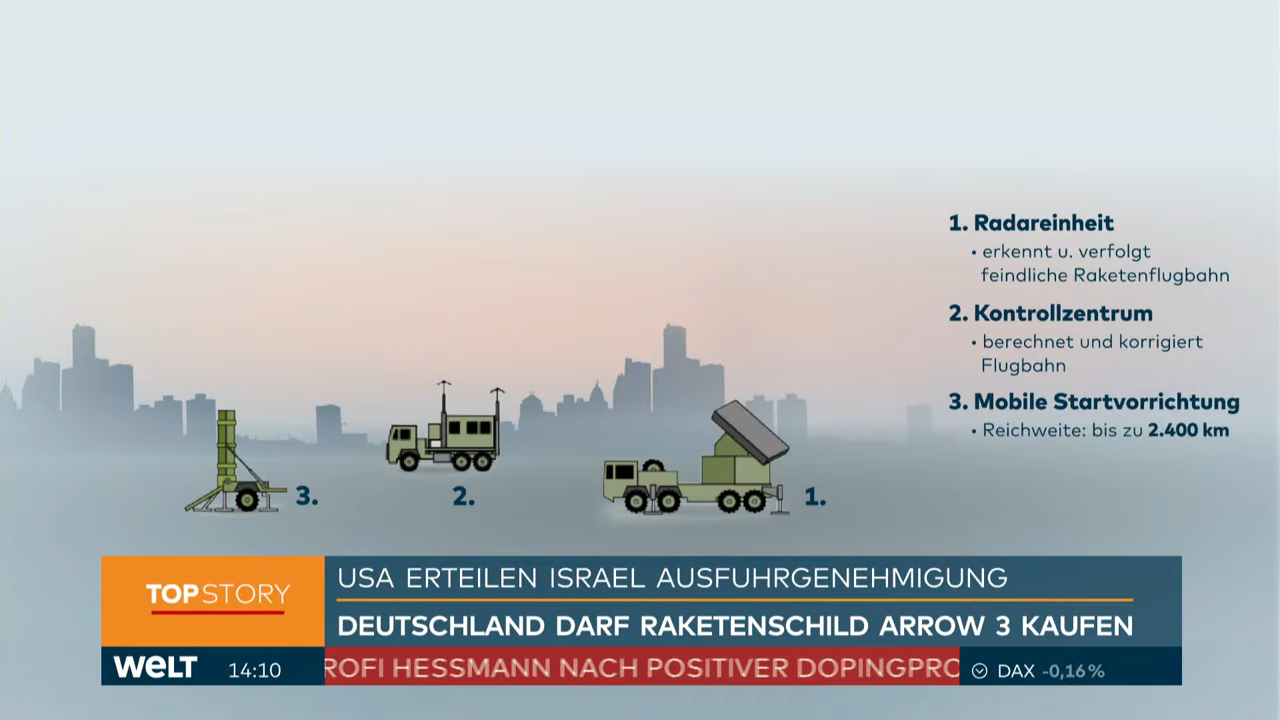 1. Radareinheit
• erkennt u. verfolgt
feindliche Raketenflugbahn
2. Kontrollzentrum
• berechnet und korrigiert
Flugbahn
3. Mobile Startvorrichtung
• Reichweite: bis zu 2.400 km
3.
2.
1.
TOPSTORY
USA ERTEILEN ISRAEL AUSFUHRGENEHMIGUNG
DEUTSCHLAND DARF RAKETENSCHILD ARROW 3 KAUFEN
WELT 14:10
ROFI HESSMANN NACH POSITIVER DOPINGPRO
DAX -0,16%